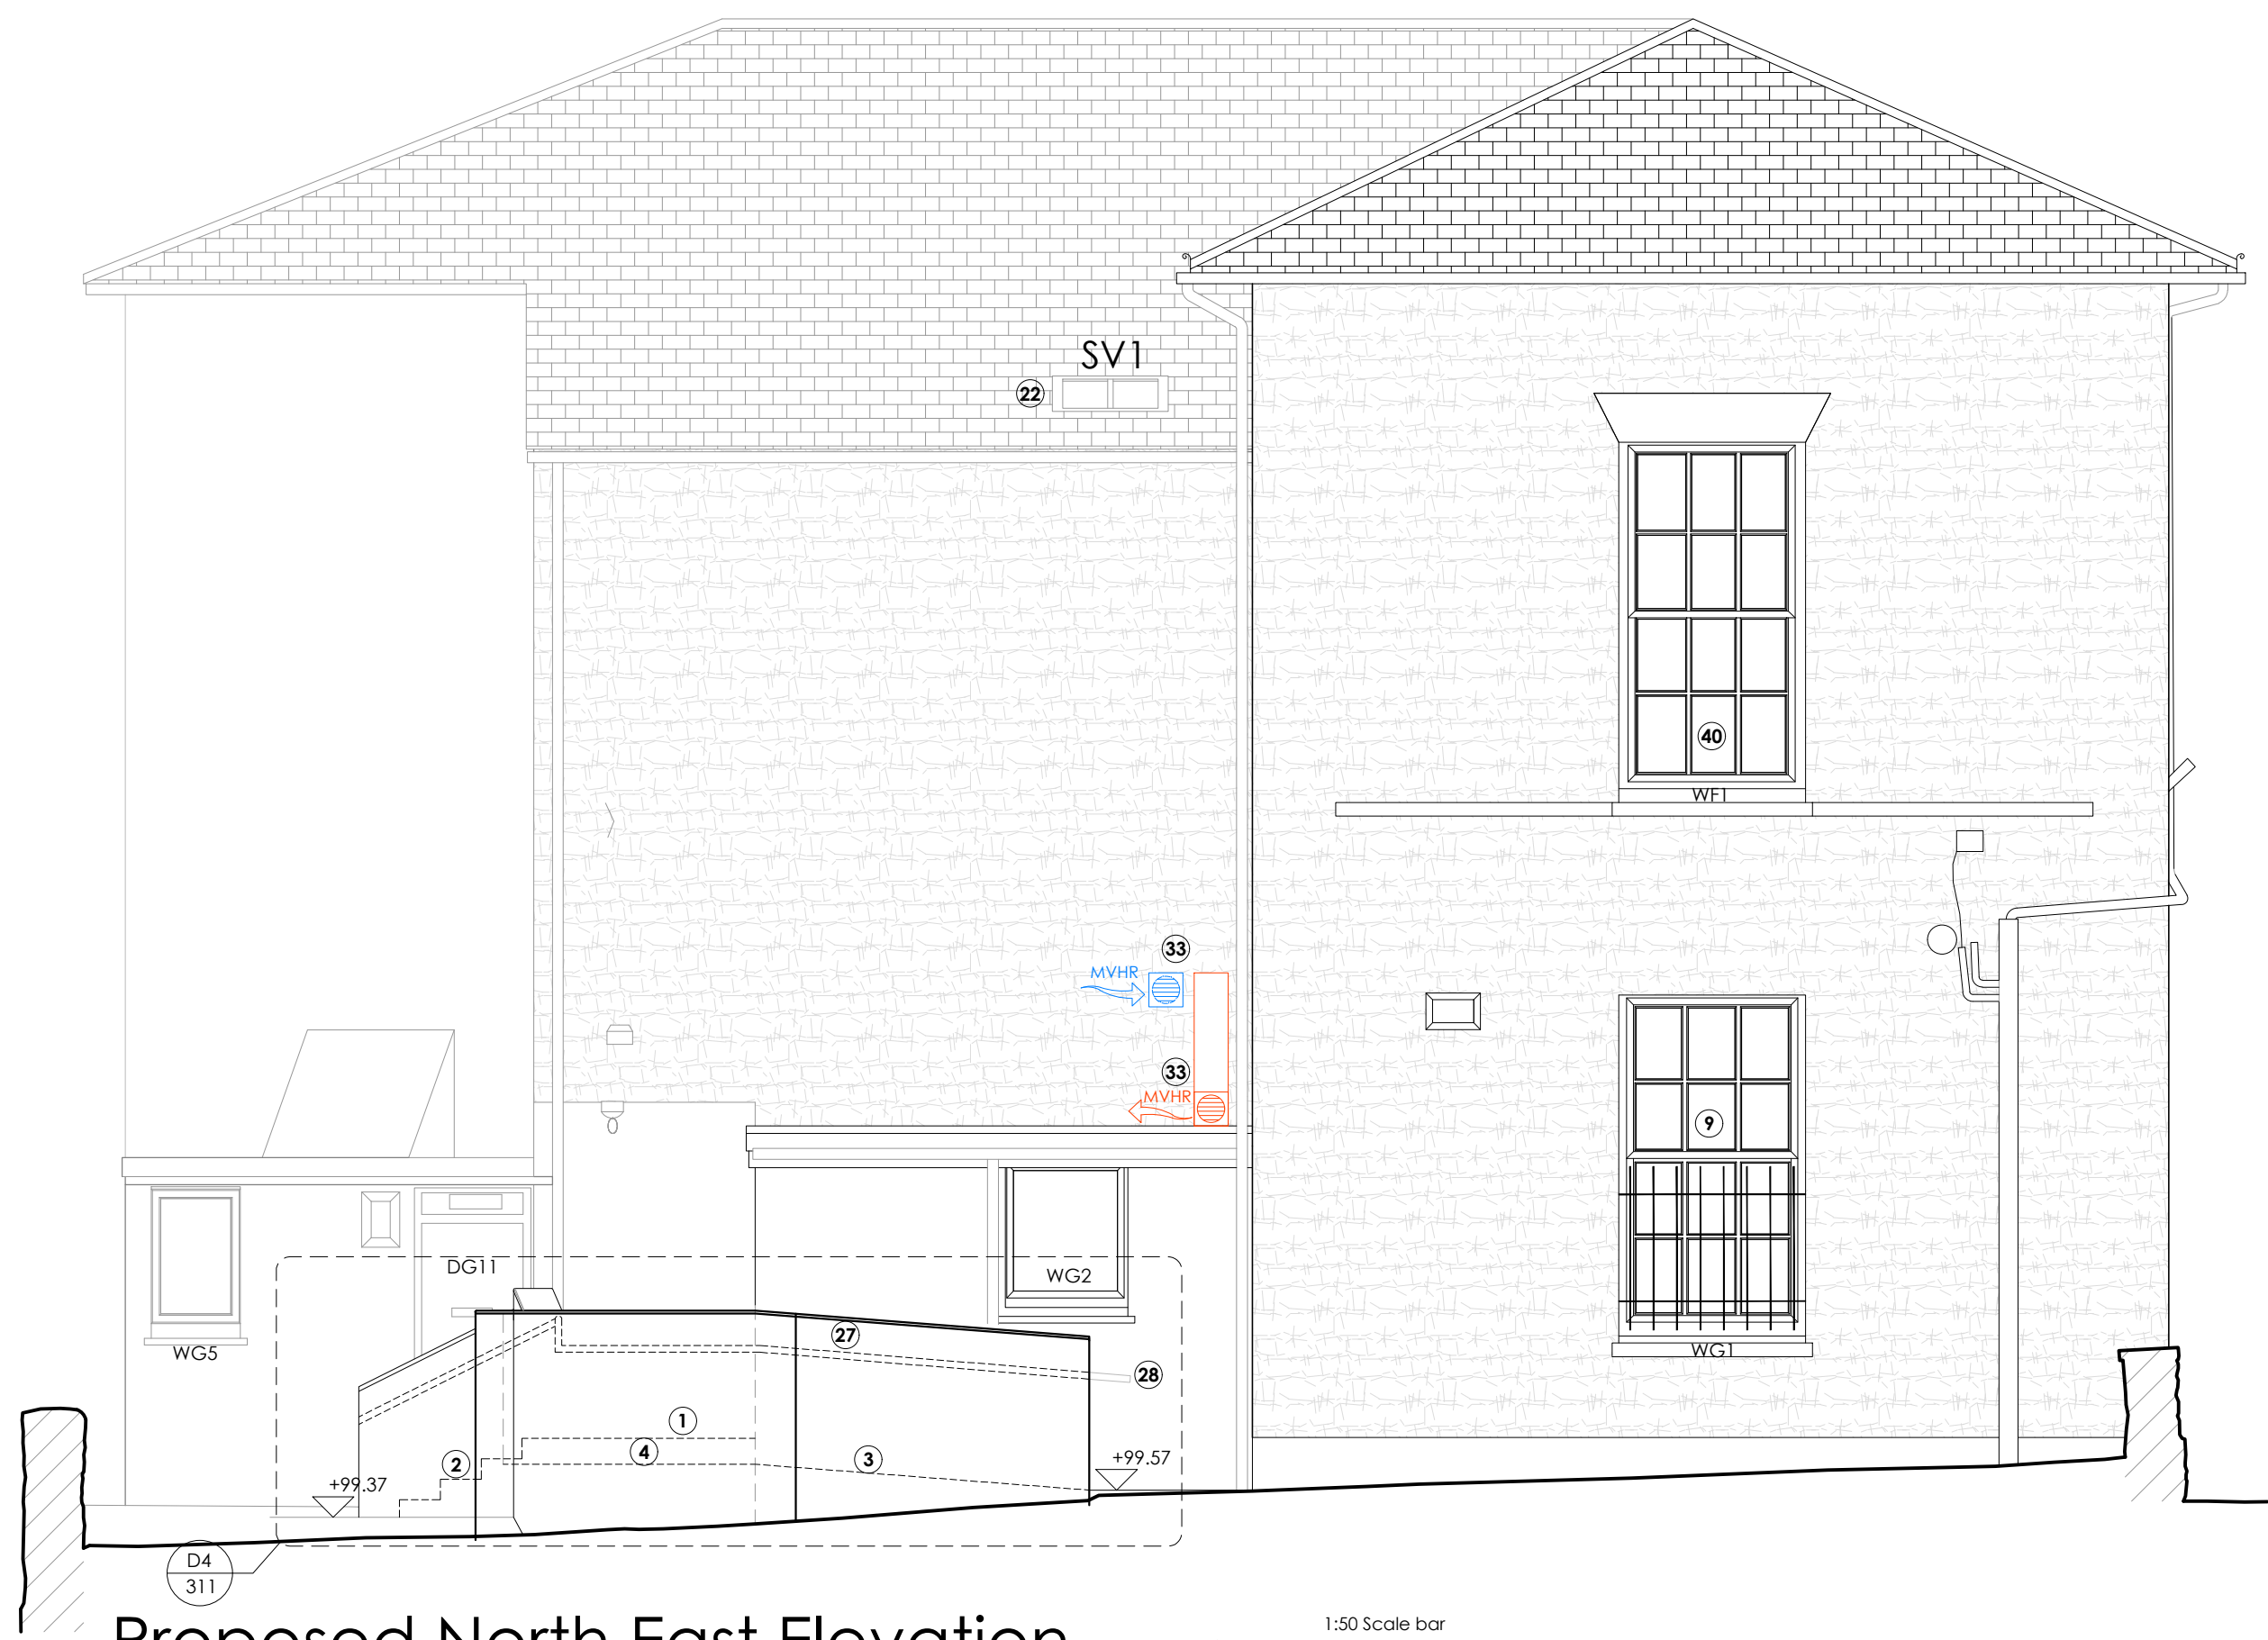 SV1
22
40
WF1
33
MVHR
33
MVHR
9
DG11
WG2
WG5
27
WG1
28
1
4
2
3
+99.57
+99.37
D4
311
Proposed North East Elevation
1:50 Scale bar